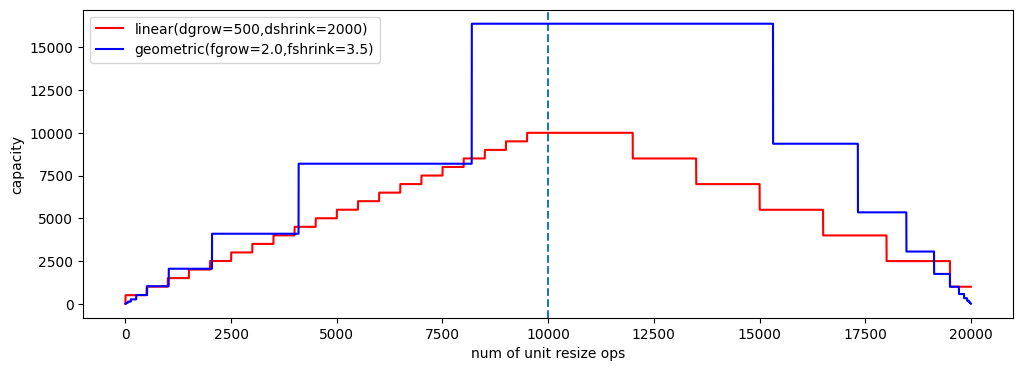 linear(dgrow=500,dshrink=2000)
geometric(fgrow=2.0,fshrink=3.5)
capacity
15000
12500
10000
7500
5000
2500
0
0 2500 5000 7500 10000 12500 15000 17500 20000
num of unit resize ops